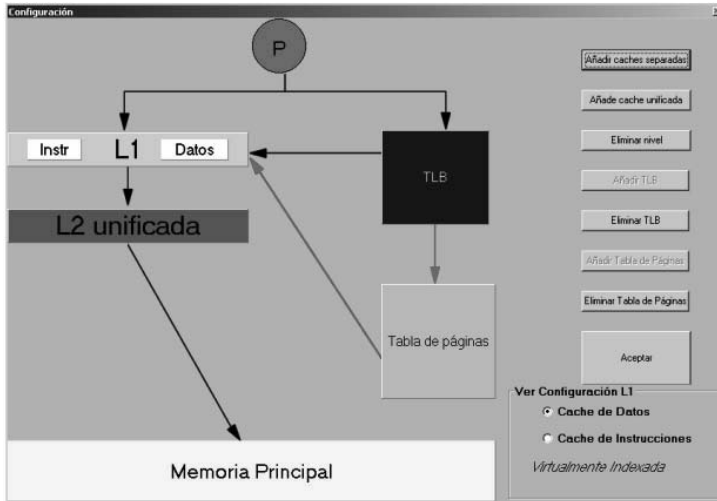 Configuración
P
Instr
L1
Datos
TLB
L2 unificada
Tabla de páginas
Memoria Principal
Añadir caches separadas
Añade cache unificada
Eliminar nivel
Añadir TLB
Eliminar TLB
Añadir Tabla de Páginas
Eliminar Tabla de Páginas
Aceptar
Ver Configuración L1
Cache de Datos
Cache de Instrucciones
Virtualmente Indexada